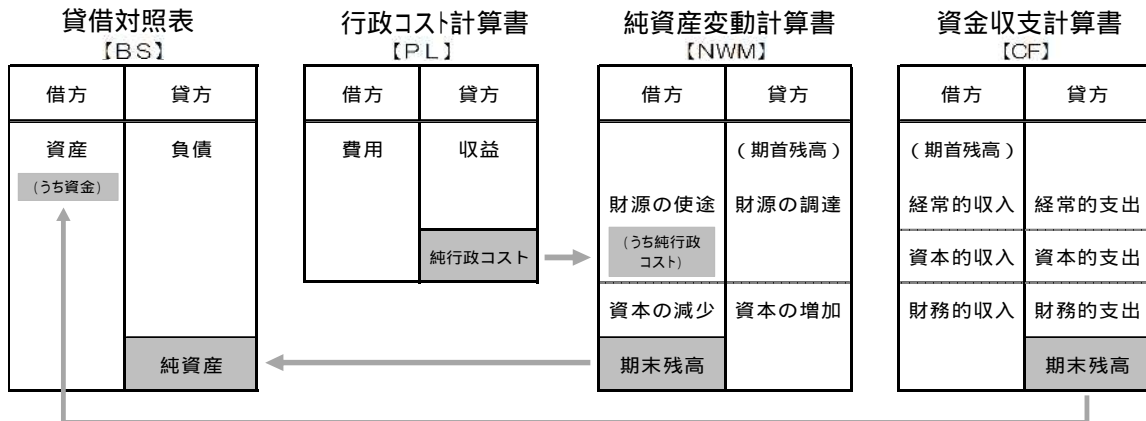 貸借対照表
【BS】
借方 貸方
資産 負債
(うち資金)
純資産
行政コスト計算書
【PL】
借方 貸方
費用 収益
純行政コスト
純資産変動計算書
【NWM】
借方 貸方
(期首残高)
財源の使途 財源の調達
(うち純行政
コスト)
資本の減少 資本の増加
期末残高
資金収支計算書
【CF】
借方 貸方
(期首残高)
経常的収入 経常的支出
資本的収入 資本的支出
財務的収入 財務的支出
期末残高